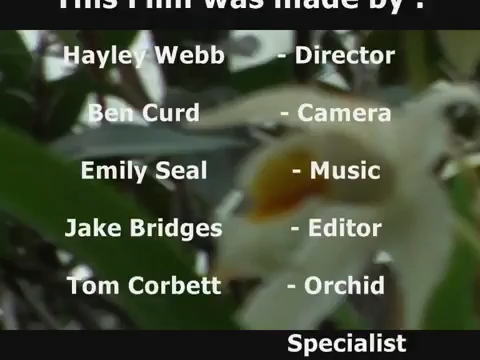 This Film was made by :
Hayley Webb - Director
Ben Curd - Camera
Emily Seal - Music
Jake Bridges - Editor
Tom Corbett - Orchid
Specialist